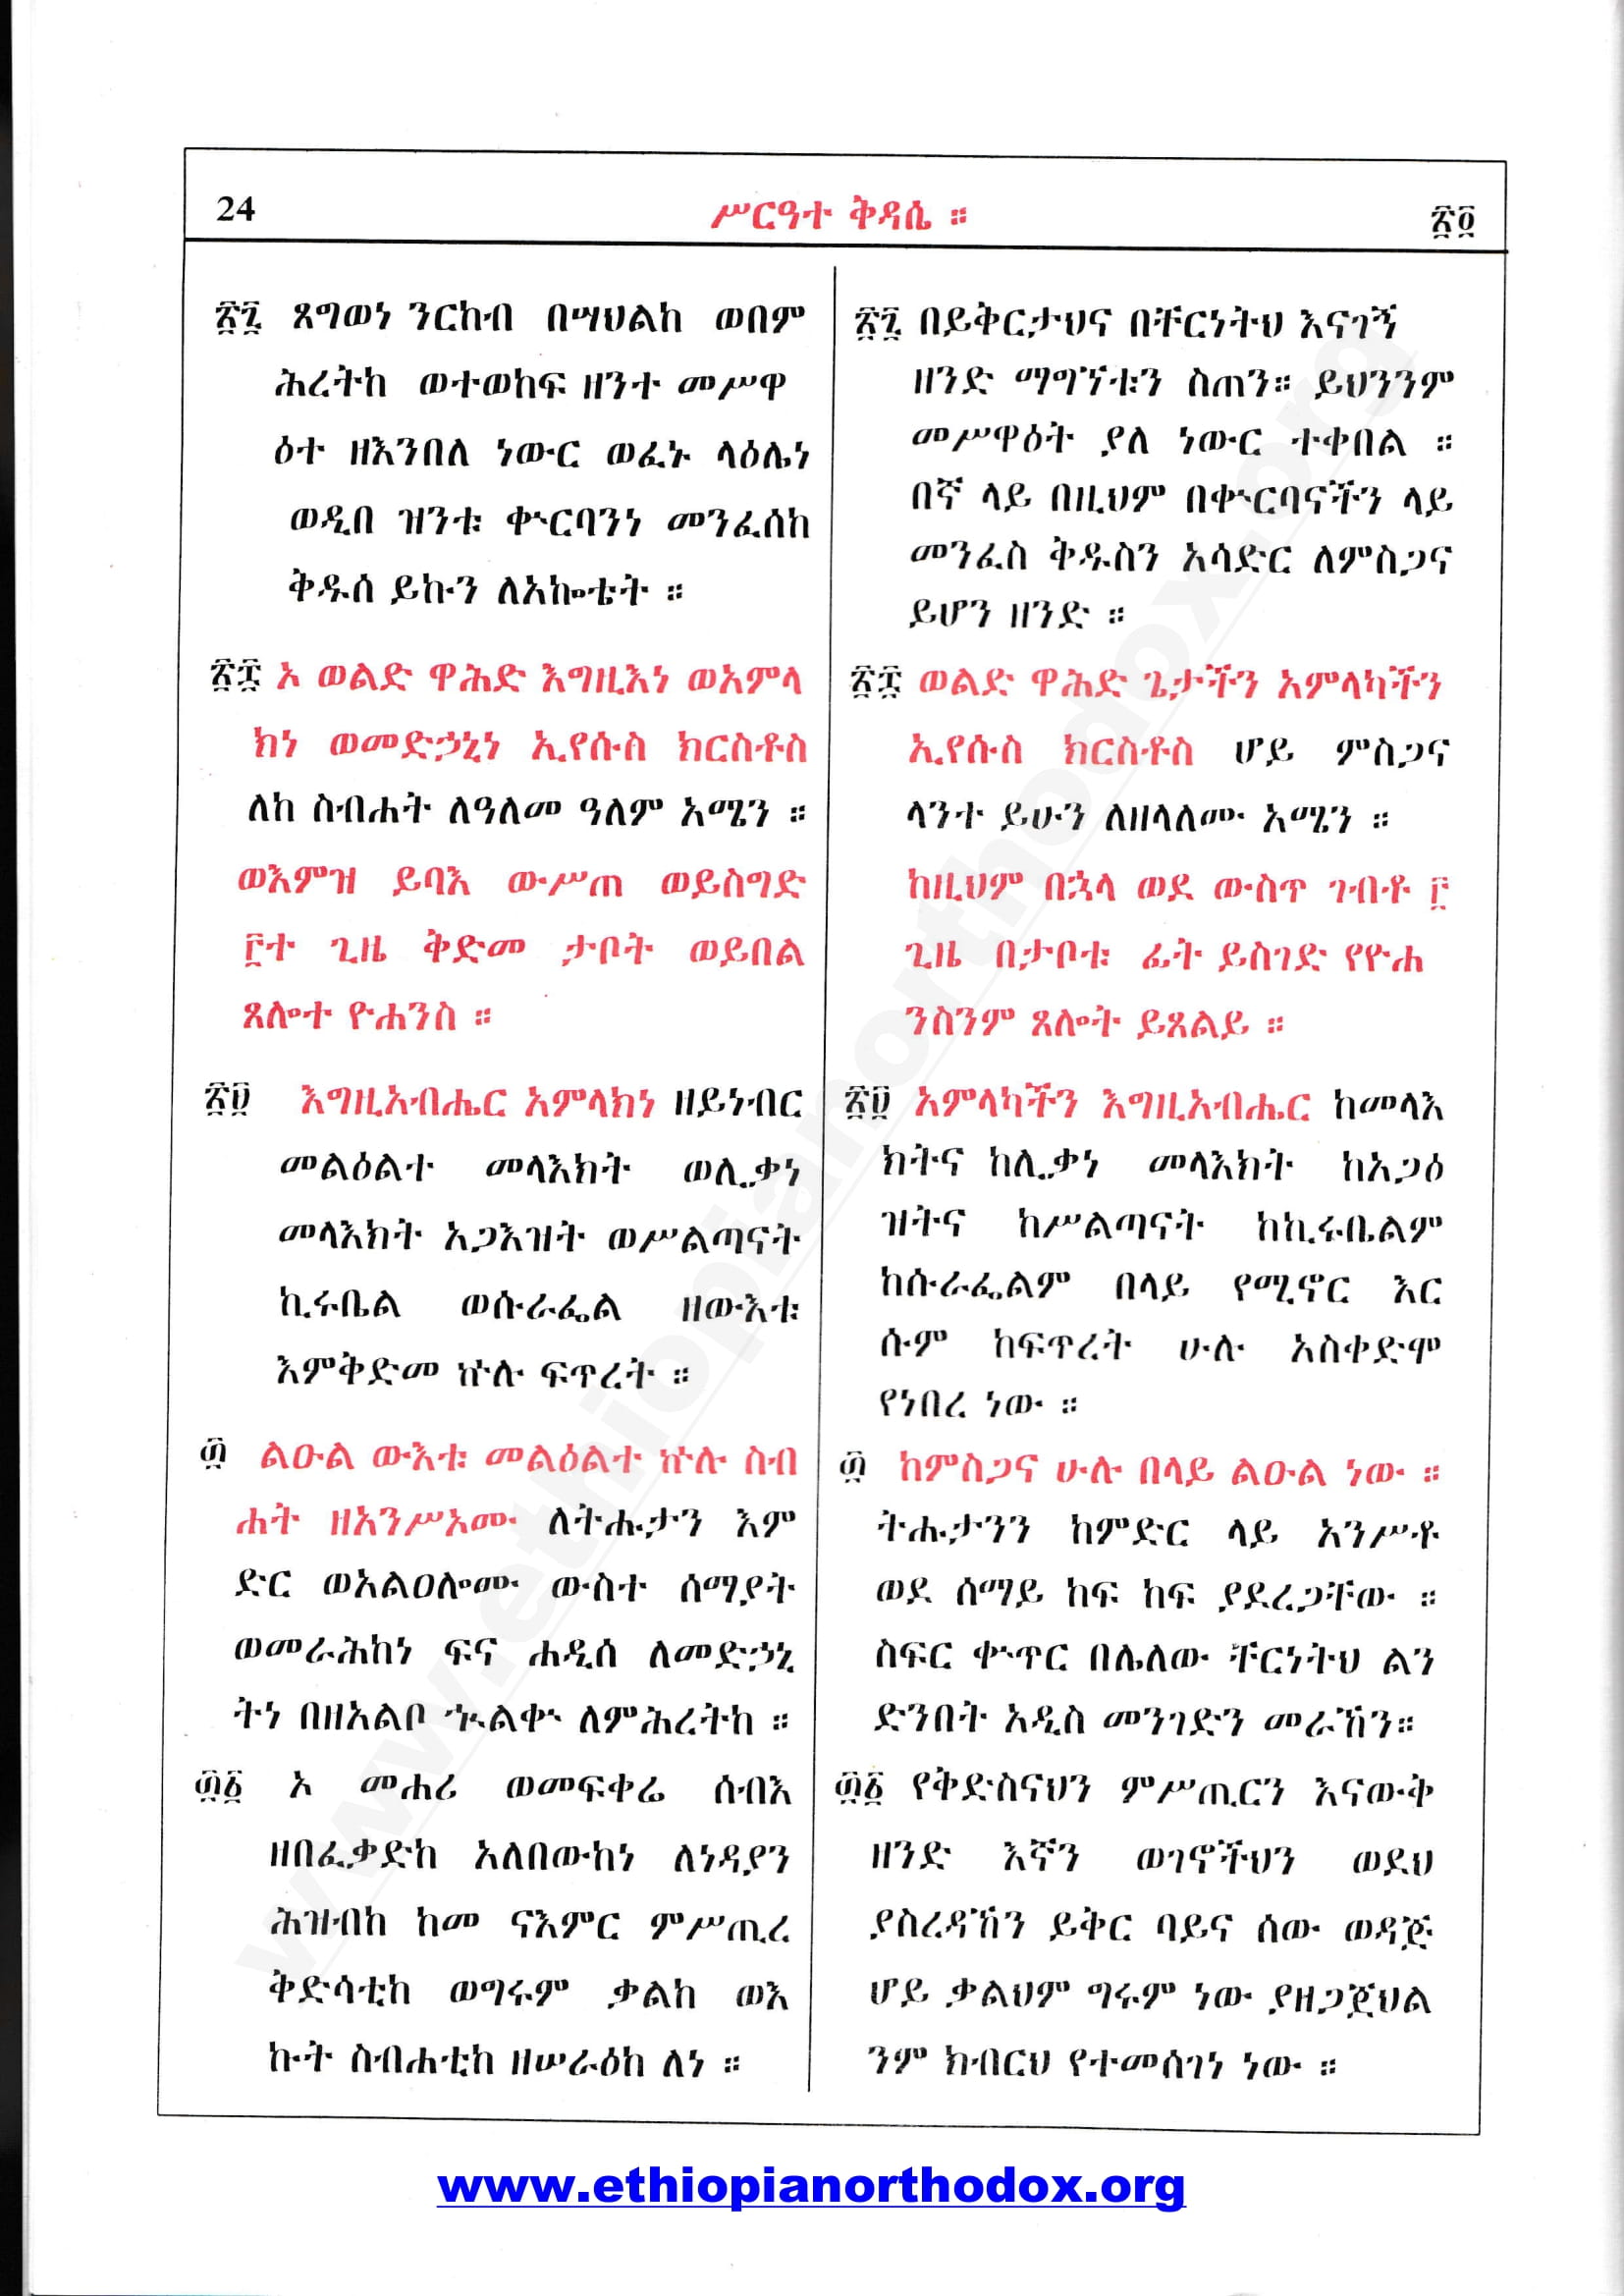 24
ሥርዓተ ቅዳሴ ።
፳፬
፳፯ ጸግወነ ንርከብ በሣህልከ ወበም
ሕረትከ ወተወከፍ ዘንተ መሥዋ
ዕተ ዘእንበለ ነውር ወፈኑ ላዕሌነ
ወዲበ ዝንቱ ቍርባንነ መንፈሰከ
ቅዱሰ ይኩን ለአኰቴት ።
፳፰ ኦ ወልድ ዋሕድ እግዚእነ ወአምላ
ክነ ወመድኃኒነ ኢየሱስ ክርስቶስ
ለከ ስብሐት ለዓለመ ዓለም አሜን ።
ወእምዝ ይባእ ውሥጠ ወይስግድ
፫ተ ጊዜ ቅድመ ታቦት ወይበል
ጸሎተ ዮሐንስ ።
፳፱ እግዚአብሔር አምላክነ ዘይነብር
መልዕልተ መላእክት ወሊቃነ
መላእክት አጋእዝት ወሥልጣናት
ኪሩቤል ወሱራፌል ዘውእቱ
እምቅድመ ኵሉ ፍጥረት ።
፴ ልዑል ውእቱ መልዕልተ ኵሉ ስብ
ሐት ዘአንሥኦሙ ለትሑታን እም
ድር ወአልዐሎሙ ውስተ ሰማያት
ወመራሕከነ ፍና ሐዲሰ ለመድኃኒ
ትነ በዘአልቦ ኍልቍ ለምሕረትከ ።
፴፩ ኦ መሐሪ ወመፍቀሬ ሰብእ
ዘበፈቃድከ አለበውከነ ለነዳያን
ሕዝብከ ከመ ናእምር ምሥጢረ
ቅድሳቲከ ወግሩም ቃልከ ወእ
ኩት ስብሐቲከ ዘሠራዕከ ለነ ።
፳፯ በይቅርታህና በቸርነትህ እናገኝ
ዘንድ ማግኘቱን ስጠን። ይህንንም
መሥዋዕት ያለ ነውር ተቀበል ።
በኛ ላይ በዚህም በቍርባናችን ላይ
መንፈስ ቅዱስን አሳድር ለምስጋና
ይሆን ዘንድ ።
፳፰ ወልድ ዋሕድ ጌታችን አምላካችን
ኢየሱስ ክርስቶስ ሆይ ምስጋና
ላንተ ይሁን ለዘላለሙ አሜን ።
ከዚህም በኋላ ወደ ውስጥ ገብቶ ፫
ጊዜ በታቦቱ ፊት ይስገድ የዮሐ
ንስንም ጸሎት ይጸልይ ።
፳፱ አምላካችን እግዚአብሔር ከመላእ
ክትና ከሊቃነ መላእክት ከአጋዕ
ዝትና ከሥልጣናት ከኪሩቤልም
ከሱራፌልም በላይ የሚኖር እር
ሱም ከፍጥረት ሁሉ አስቀድሞ
የነበረ ነው ።
፴ ከምስጋና ሁሉ በላይ ልዑል ነው ።
ትሑታንን ከምድር ላይ አንሥቶ
ወደ ሰማይ ከፍ ከፍ ያደረጋቸው ።
ስፍር ቍጥር በሌለው ቸርነትህ ልን
ድንበት አዲስ መንገድን መራኸን።
፴፩ የቅድስናህን ምሥጢርን እናውቅ
ዘንድ እኛን ወገኖችህን ወደህ
ያስረዳኸን ይቅር ባይና ሰው ወዳጅ
ሆይ ቃልህም ግሩም ነው ያዘጋጀህል
ንም ክብርህ የተመሰገነ ነው ።
www.ethiopianorthodox.org
www.ethiopianorthodox.org